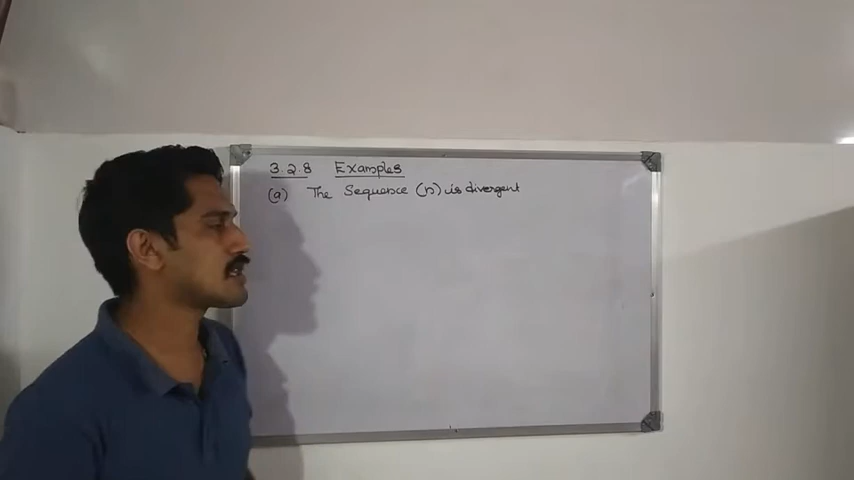 3.2.8 Examples
(a) The Sequence (n) is divergent